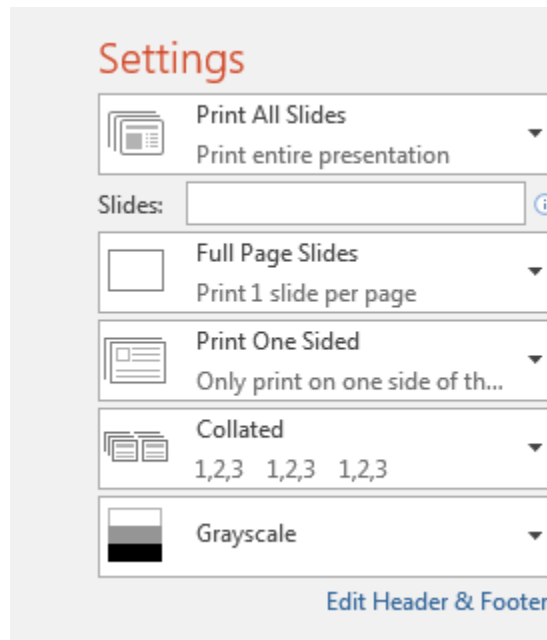 Settings
Print All Slides
Print entire presentation
Slides:
Full Page Slides
Print 1 slide per page
Print One Sided
Only print on one side of th...
Collated
1,2,3 1,2,3 1,2,3
Grayscale
Edit Header & Footer